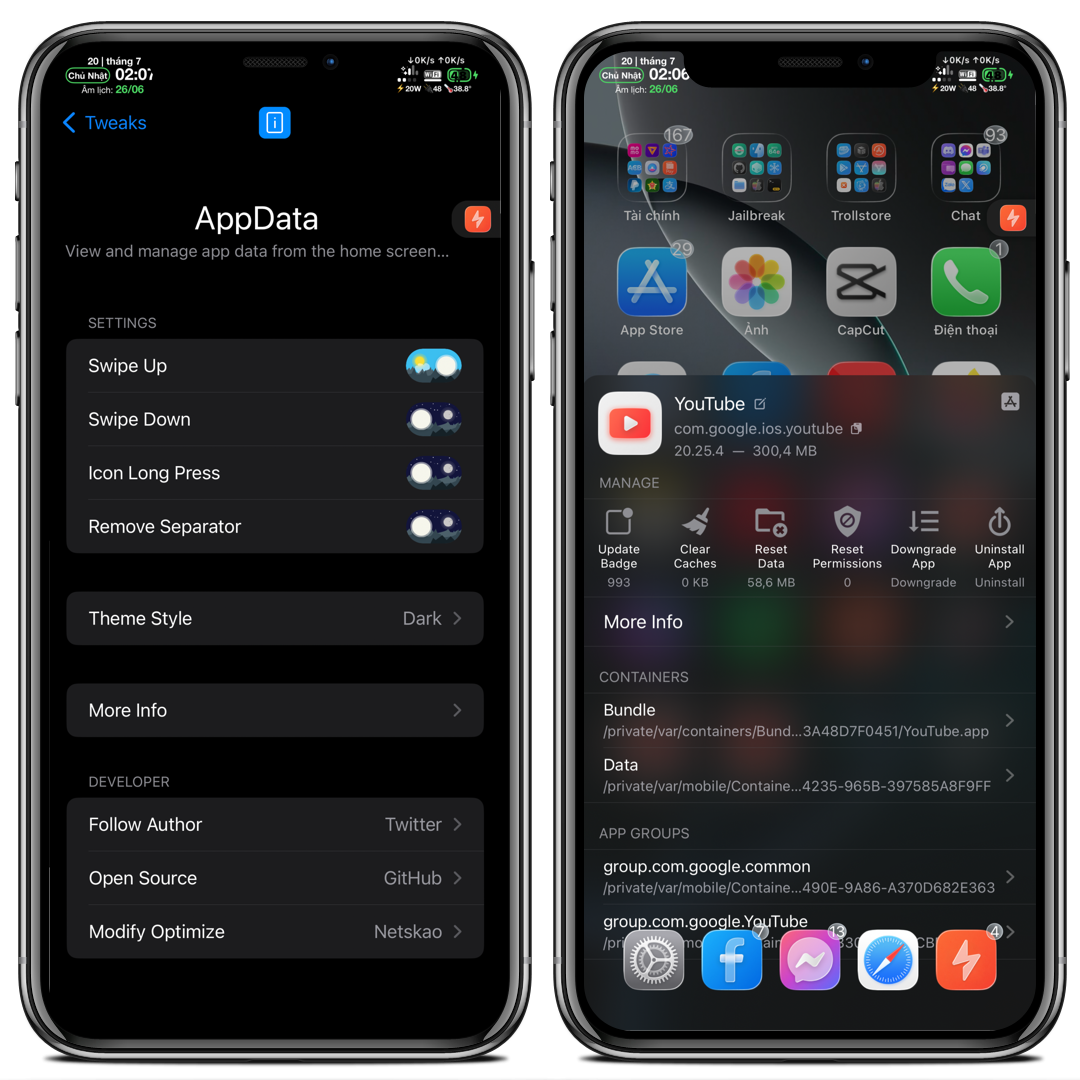 20 | tháng 7
Chủ Nhật 02:07
Âm lịch: 26/06
↓0K/s ↑0K/s
WiFi
20W 48 38.8°
Tweaks
AppData
View and manage app data from the home screen...
SETTINGS
Swipe Up
Swipe Down
Icon Long Press
Remove Separator
Theme Style Dark
More Info
DEVELOPER
Follow Author Twitter
Open Source GitHub
Modify Optimize Netskao
20 | tháng 7
Chủ Nhật 02:06
Âm lịch: 26/06
↓0K/s ↑0K/s
WiFi
20W 48 38.8°
167 93
Tài chính Jailbreak Trollstore Chat
29 1
App Store Ảnh CapCut Điện thoại
YouTube
com.google.ios.youtube
20.25.4 — 300,4 MB
MANAGE
Update Badge 993
Clear Caches 0 KB
Reset Data 58,6 MB
Reset Permissions 0
Downgrade App Downgrade
Uninstall App Uninstall
More Info
CONTAINERS
Bundle
/private/var/containers/Bund...3A48D7F0451/YouTube.app
Data
/private/var/mobile/Containe...4235-965B-397585A8F9FF
APP GROUPS
group.com.google.common
/private/var/mobile/Containe...490E-9A86-A370D682E363
group.com.google.YouTube
7 13 4